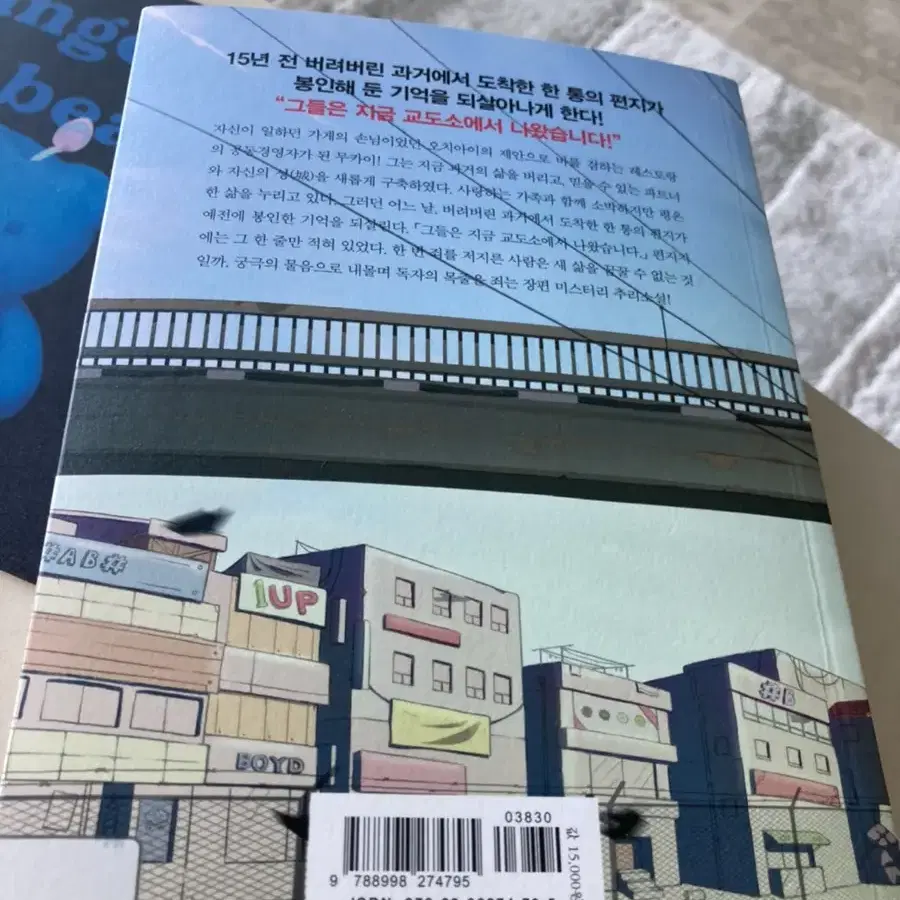 15년 전 버려버린 과거에서 도착한 한 통의 편지가
봉인해 둔 기억을 되살아나게 한다!
“그들은 지금 교도소에서 나왔습니다!”
자신이 일하던 가게의 손님이었던 오치아이의 제안으로 바를 겸하는 레스토랑
의 공동경영자가 된 무카이! 그는 지금 과거의 삶을 버리고, 믿을 수 있는 파트너
와 자신의 성(城)을 새롭게 구축하였다. 사랑하는 가족과 함께 소박하지만 평온
한 삶을 누리고 있다. 그러던 어느 날, 버려버린 과거에서 도착한 한 통의 편지가
예전에 봉인한 기억을 되살린다. 「그들은 지금 교도소에서 나왔습니다.」 편지지
에는 그 한 줄만 적혀 있었다. 한 번 죄를 저지른 사람은 새 삶을 꿈꿀 수 없는 것
일까. 궁극의 물음으로 내몰며 독자의 목줄을 죄는 장편 미스터리 추리소설!
#AB#
1UP
#B
BOYD
03830
값 15,000원
9 788998 274795